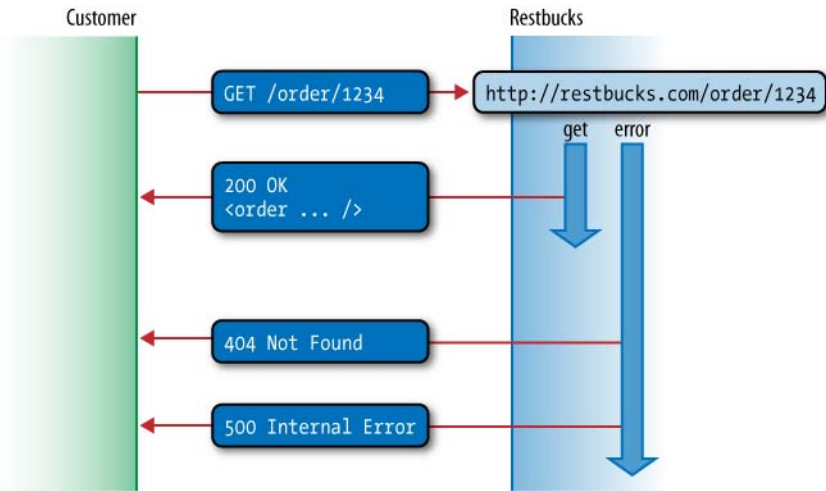 Customer
Restbucks
GET /order/1234
http://restbucks.com/order/1234
get
error
200 OK
<order ... />
404 Not Found
500 Internal Error